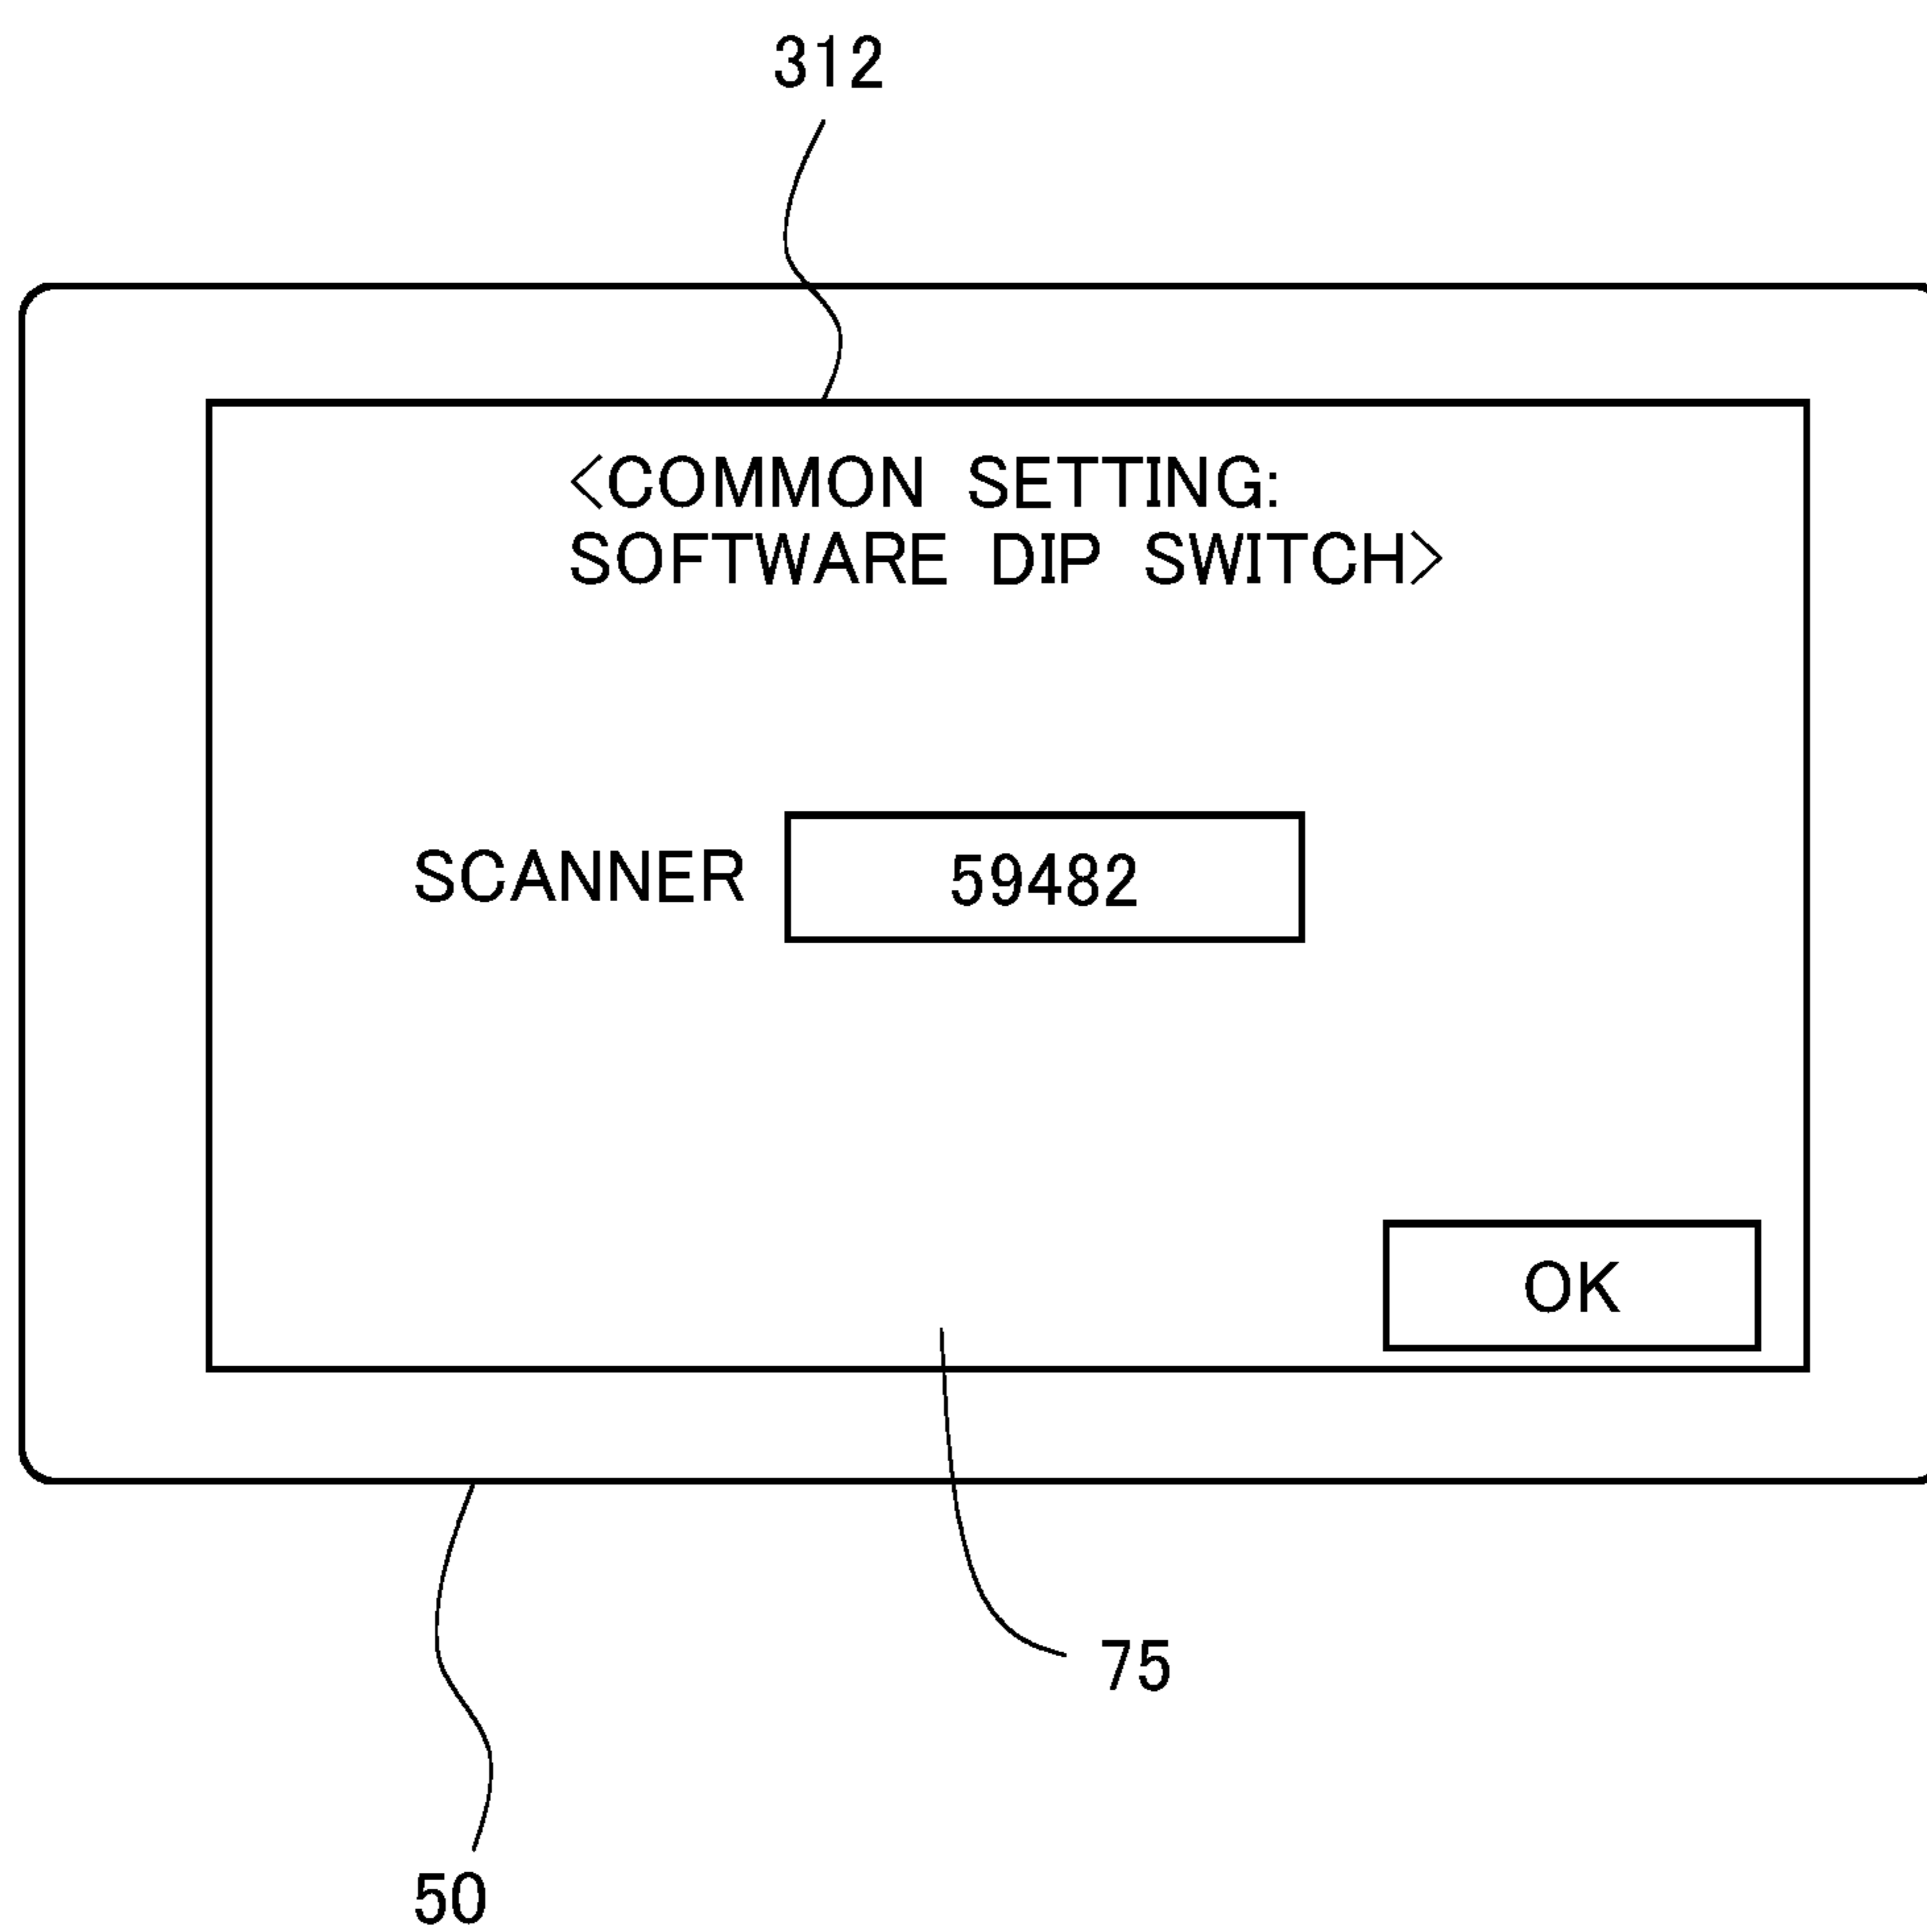 312
<COMMON SETTING:
SOFTWARE DIP SWITCH>
SCANNER 59482
OK
75
50